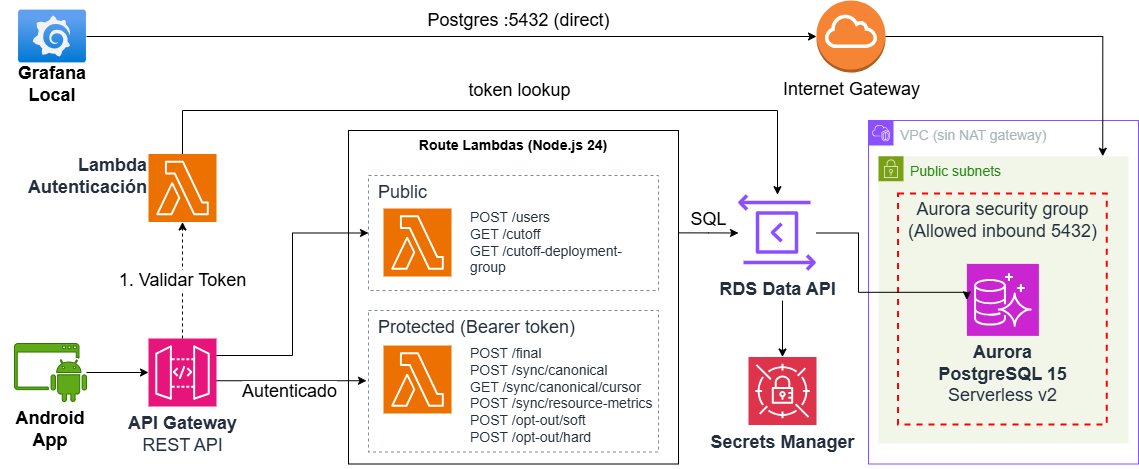 Postgres :5432 (direct)
Grafana
Local
Internet Gateway
token lookup
Lambda
Autenticación
Route Lambdas (Node.js 24)
Public
POST /users
GET /cutoff
GET /cutoff-deployment-
group
1. Validar Token
Protected (Bearer token)
POST /final
POST /sync/canonical
GET /sync/canonical/cursor
POST /sync/resource-metrics
POST /opt-out/soft
POST /opt-out/hard
Autenticado
Android
App
API Gateway
REST API
SQL
RDS Data API
Secrets Manager
VPC (sin NAT gateway)
Public subnets
Aurora security group
(Allowed inbound 5432)
Aurora
PostgreSQL 15
Serverless v2